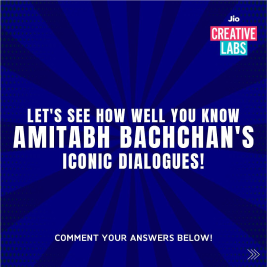 Jio
CREATIVE
LABS
LET'S SEE HOW WELL YOU KNOW
AMITABH BACHCHAN'S
ICONIC DIALOGUES!
COMMENT YOUR ANSWERS BELOW!